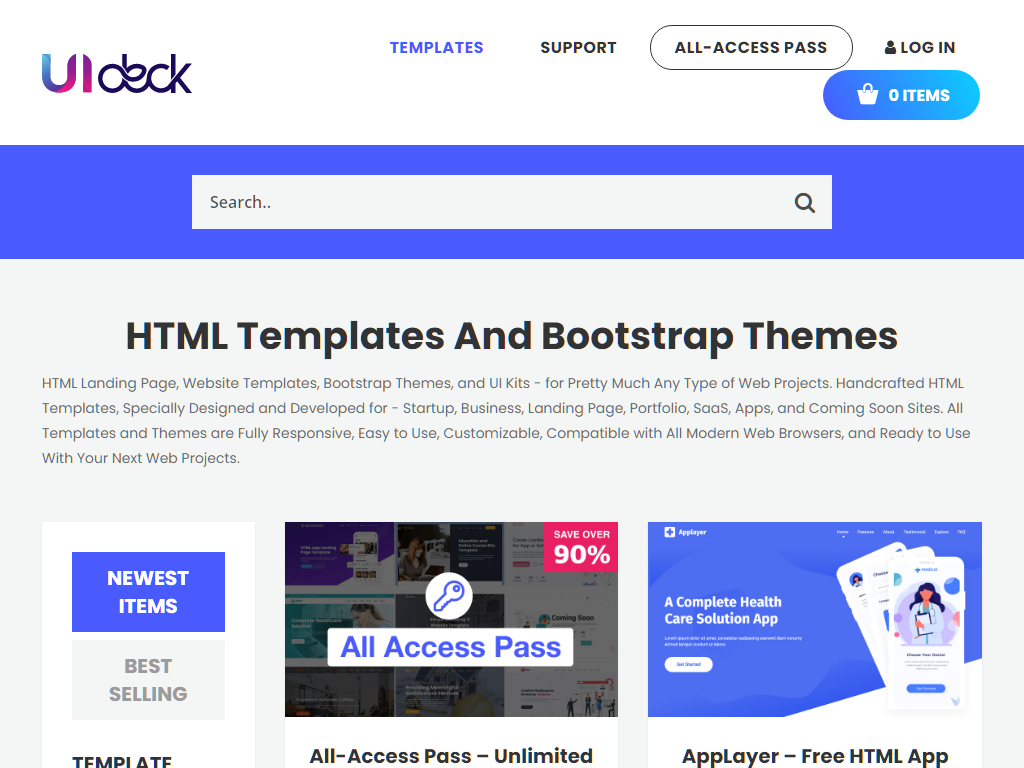 UIdeck
TEMPLATES
SUPPORT
ALL-ACCESS PASS
LOG IN
0 ITEMS
Search..
HTML Templates And Bootstrap Themes
HTML Landing Page, Website Templates, Bootstrap Themes, and UI Kits - for Pretty Much Any Type of Web Projects. Handcrafted HTML
Templates, Specially Designed and Developed for - Startup, Business, Landing Page, Portfolio, SaaS, Apps, and Coming Soon Sites. All
Templates and Themes are Fully Responsive, Easy to Use, Customizable, Compatible with All Modern Web Browsers, and Ready to Use
With Your Next Web Projects.
NEWEST
ITEMS
BEST
SELLING
TEMPLATE
SAVE OVER
90%
Coming Soon
All Access Pass
All-Access Pass – Unlimited
Applayer
Home Features About Testimonial Explore FAQ
A Complete Health
Care Solution App
Get Started
Choose Your Doctor
Get Started
AppLayer – Free HTML App